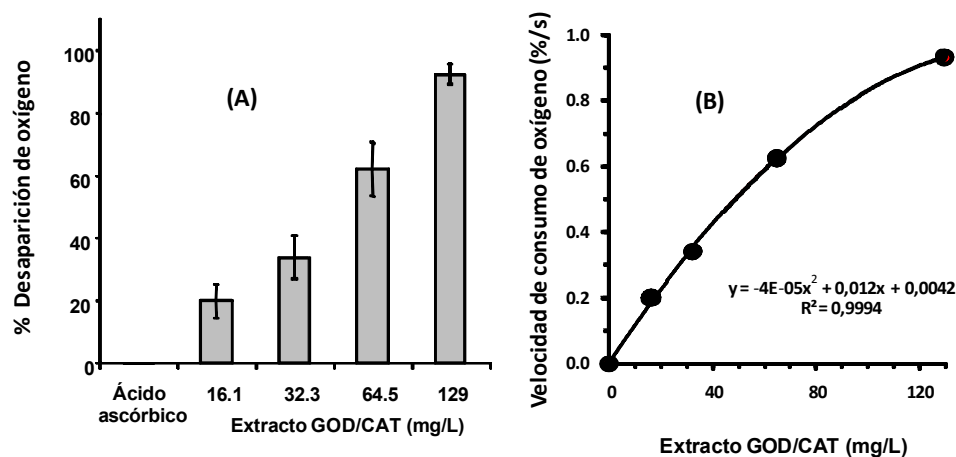 % Desaparición de oxígeno
100
80
60
40
20
0
(A)
Ácido
ascórbico
16.1
32.3
64.5
129
Extracto GOD/CAT (mg/L)
Velocidad de consumo de oxígeno (%/s)
1.0
0.8
0.6
0.4
0.2
0.0
(B)
y = -4E-05x² + 0,012x + 0,0042
R² = 0,9994
0
40
80
120
Extracto GOD/CAT (mg/L)